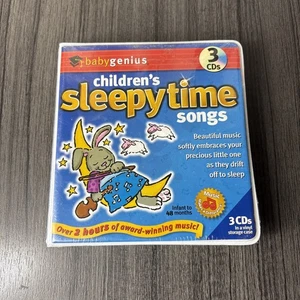 babygenius
3
CDs
children's
sleepytime
songs
Beautiful music
softly embraces your
precious little one
as they drift
off to sleep
Infant to
48 months
Over 2 hours of award-winning music!
3 CDs
in a vinyl
storage case